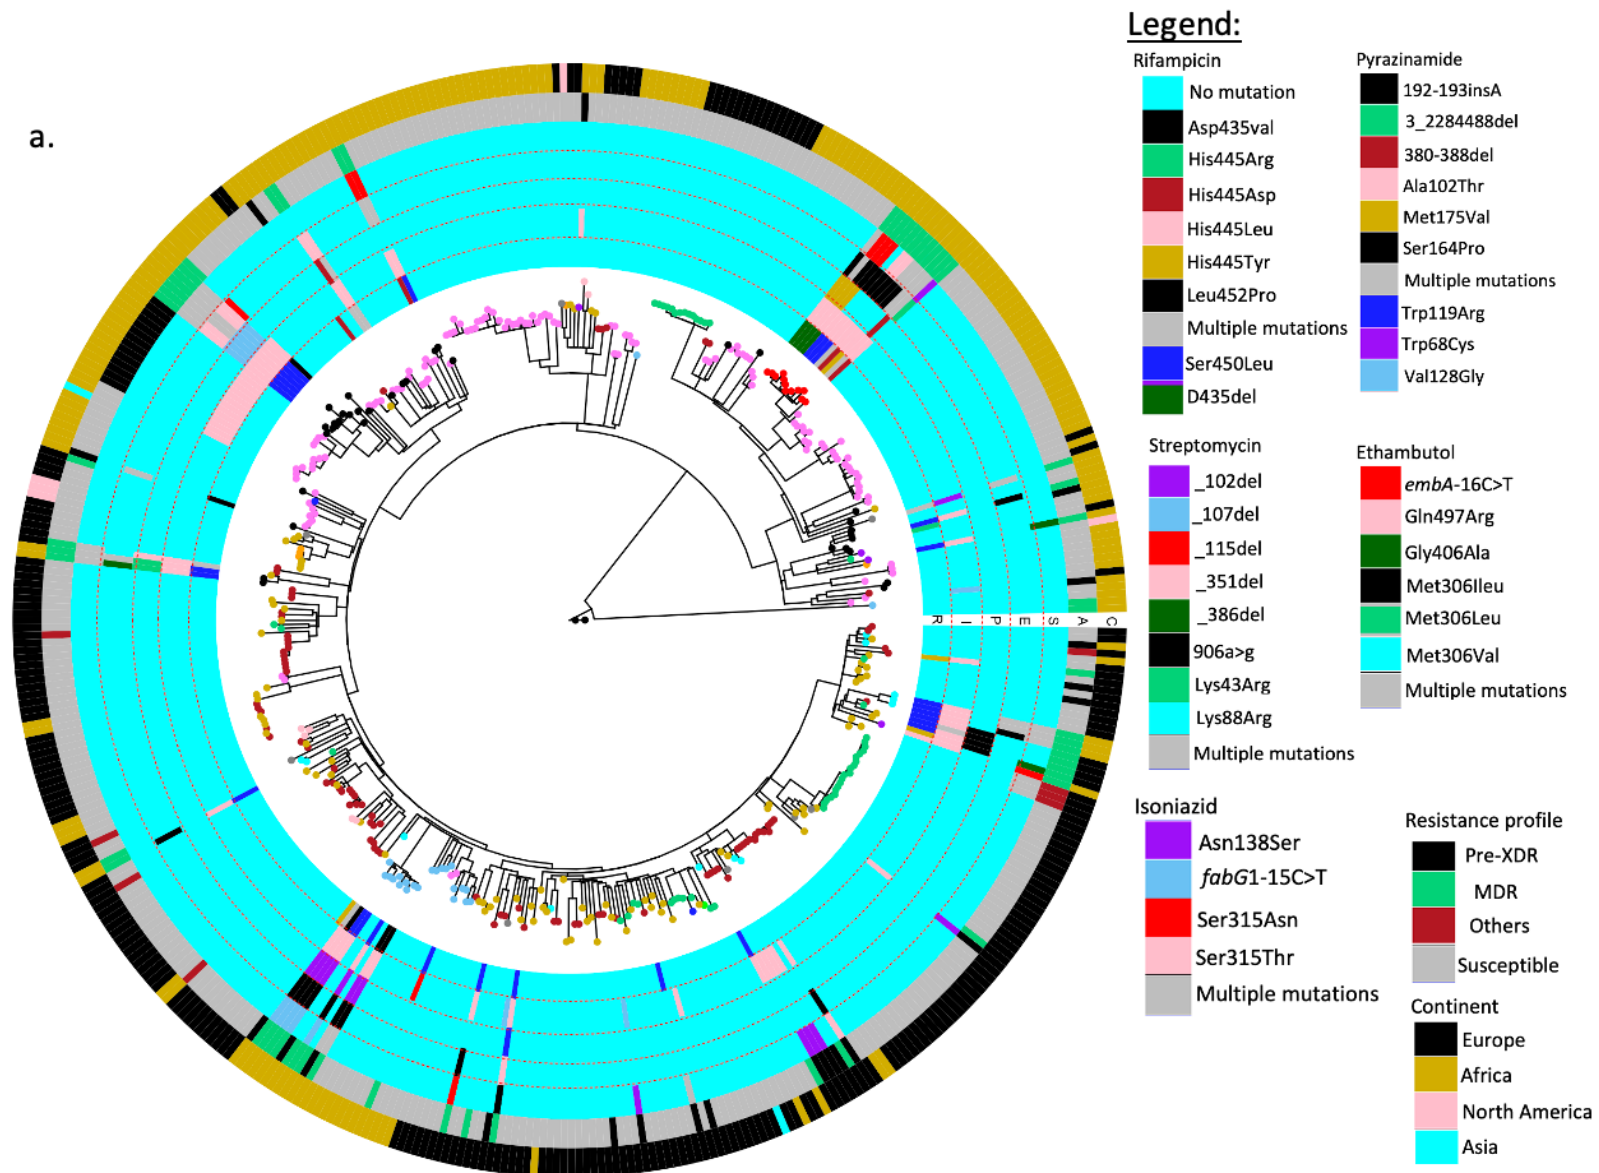 Legend:
a.
Rifampicin
No mutation
Asp435val
His445Arg
His445Asp
His445Leu
His445Tyr
Leu452Pro
Multiple mutations
Ser450Leu
D435del
Pyrazinamide
192-193insA
3_2284488del
380-388del
Ala102Thr
Met175Val
Ser164Pro
Multiple mutations
Trp119Arg
Trp68Cys
Val128Gly
Streptomycin
_102del
_107del
_115del
_351del
_386del
906a>g
Lys43Arg
Lys88Arg
Multiple mutations
Ethambutol
embA-16C>T
Gln497Arg
Gly406Ala
Met306Ileu
Met306Leu
Met306Val
Multiple mutations
R I P E S A C
Isoniazid
Asn138Ser
fabG1-15C>T
Ser315Asn
Ser315Thr
Multiple mutations
Resistance profile
Pre-XDR
MDR
Others
Susceptible
Continent
Europe
Africa
North America
Asia